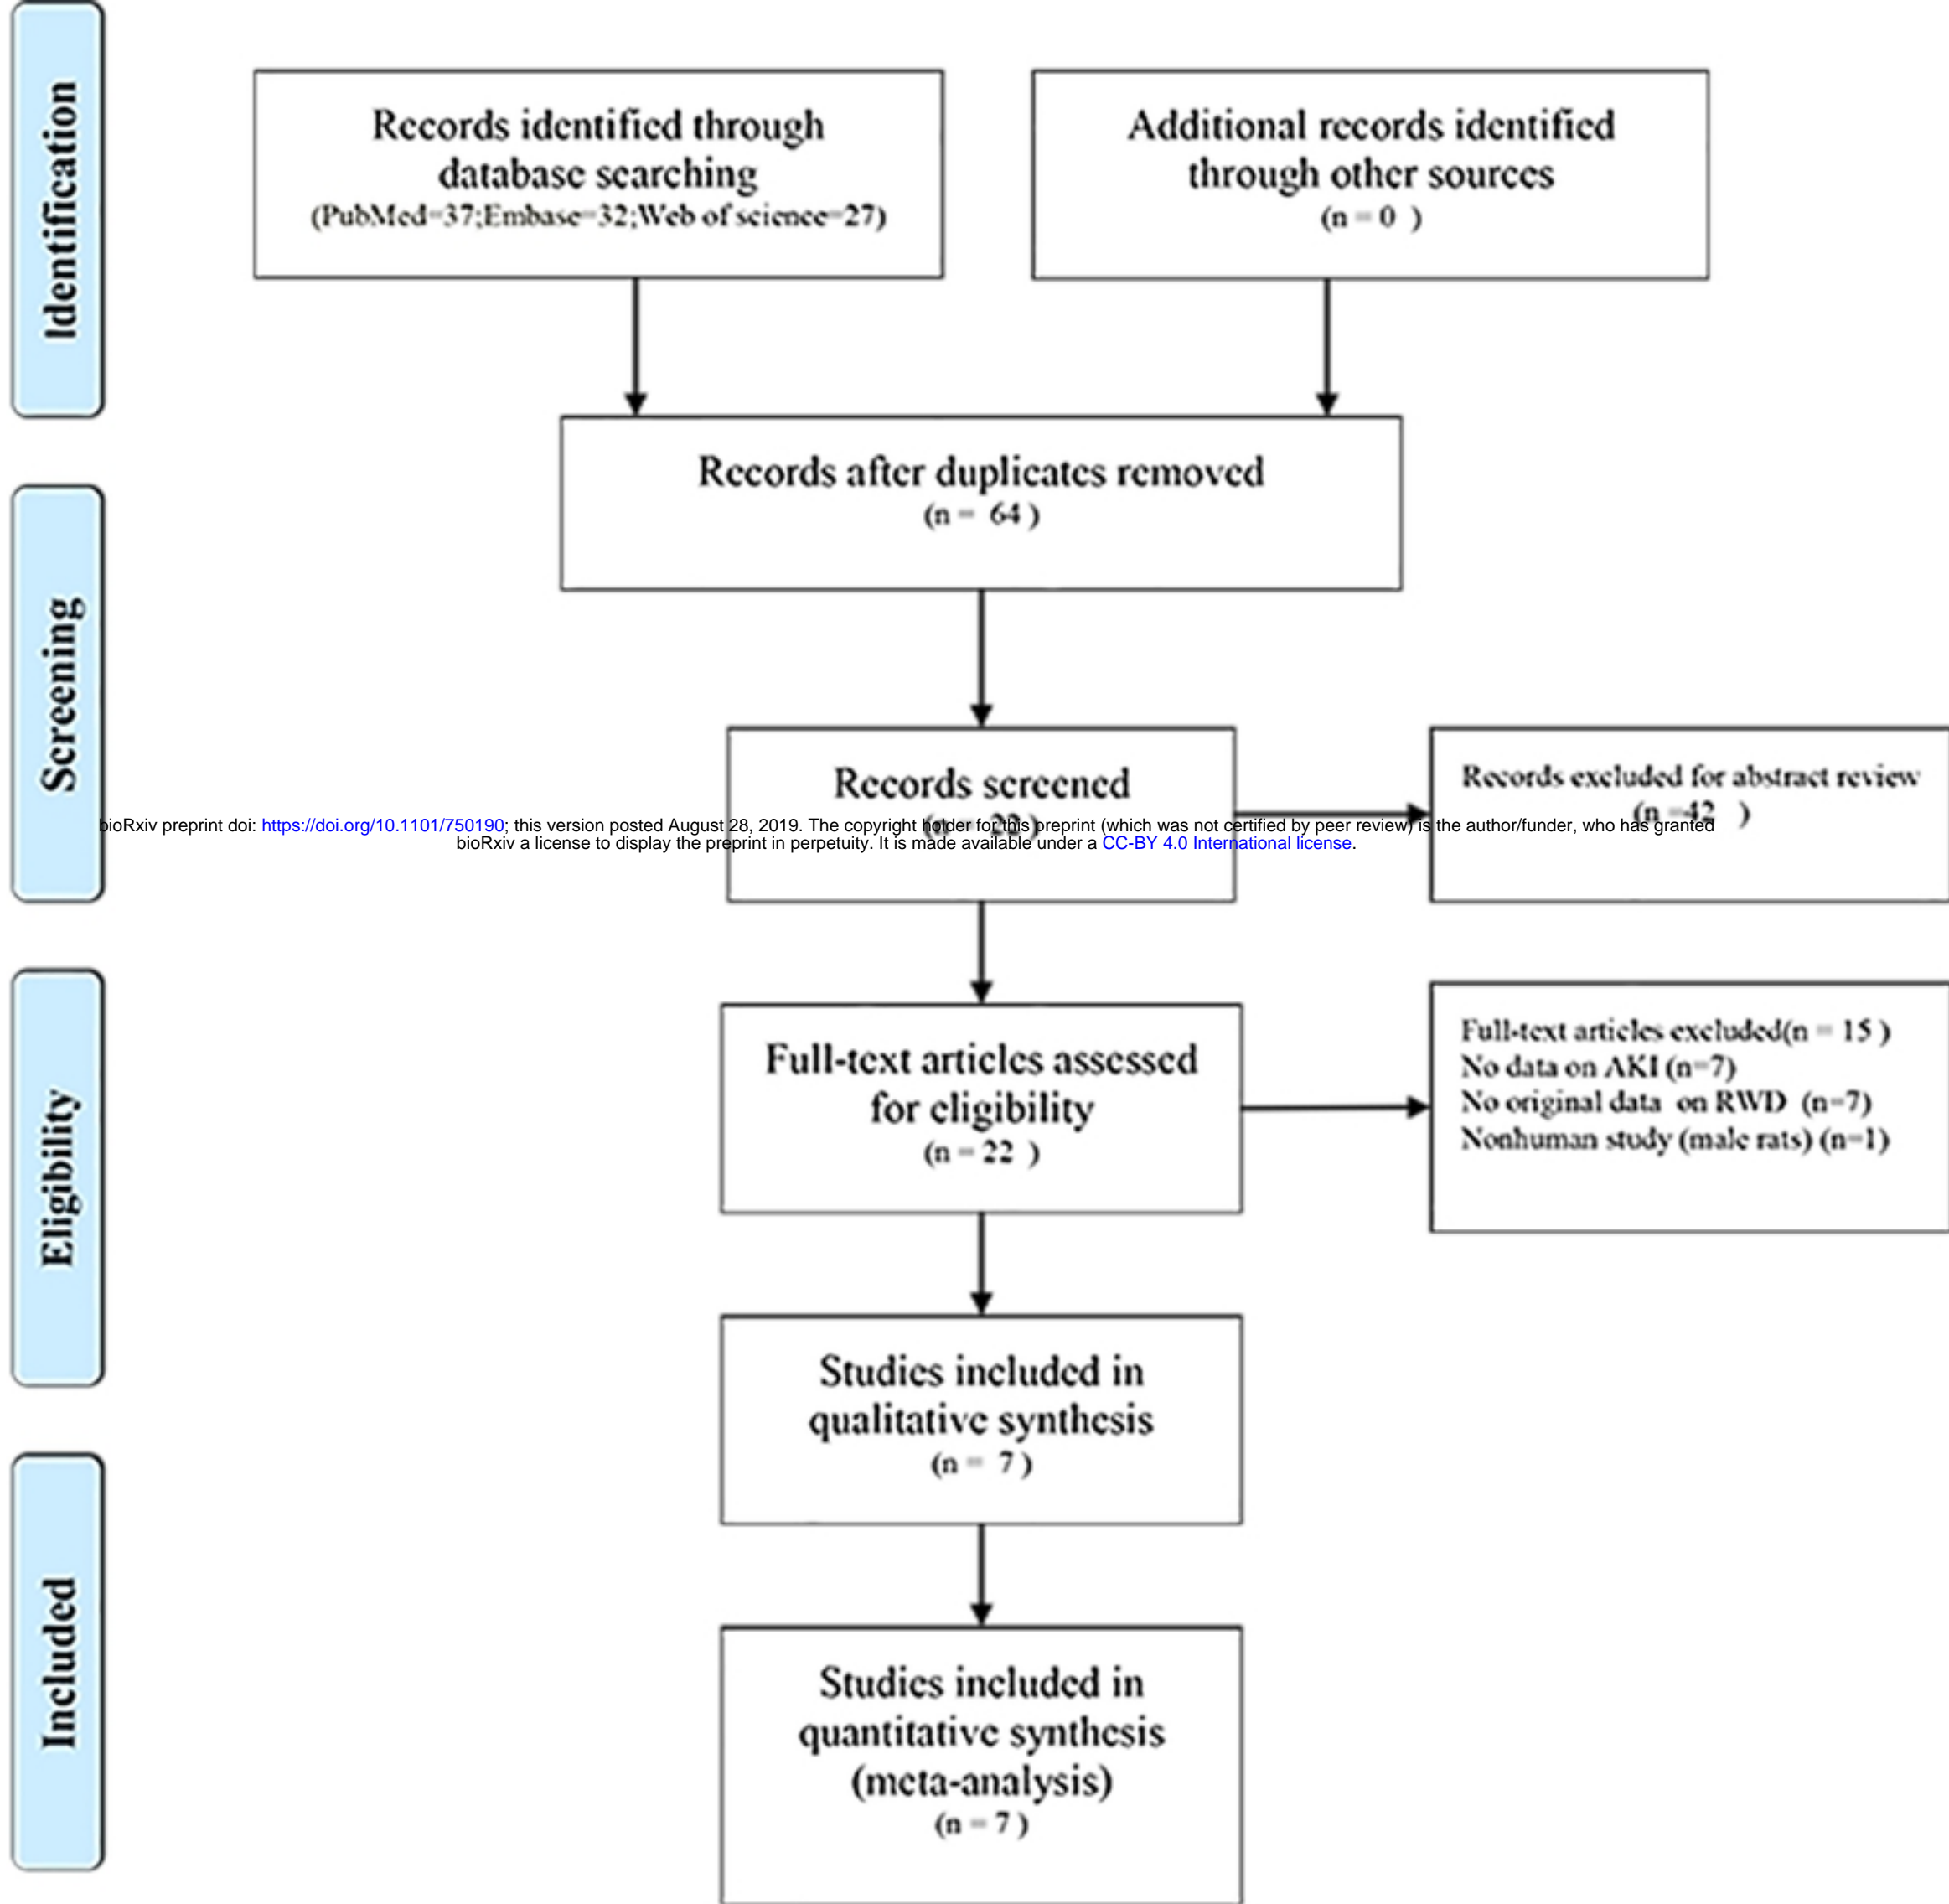 Identification
Records identified through
database searching
(PubMed=37;Embase=32;Web of science=27)
Additional records identified
through other sources
(n = 0 )
Records after duplicates removed
(n = 64 )
Screening
Records screened
(n = 22 )
Records excluded for abstract review
(n =42 )
bioRxiv preprint doi: https://doi.org/10.1101/750190; this version posted August 28, 2019. The copyright holder for this preprint (which was not certified by peer review) is the author/funder, who has granted
bioRxiv a license to display the preprint in perpetuity. It is made available under a CC-BY 4.0 International license.
Eligibility
Full-text articles assessed
for eligibility
(n = 22 )
Full-text articles excluded(n = 15 )
No data on AKI (n=7)
No original data on RWD (n=7)
Nonhuman study (male rats) (n=1)
Studies included in
qualitative synthesis
(n = 7 )
Included
Studies included in
quantitative synthesis
(meta-analysis)
(n = 7 )